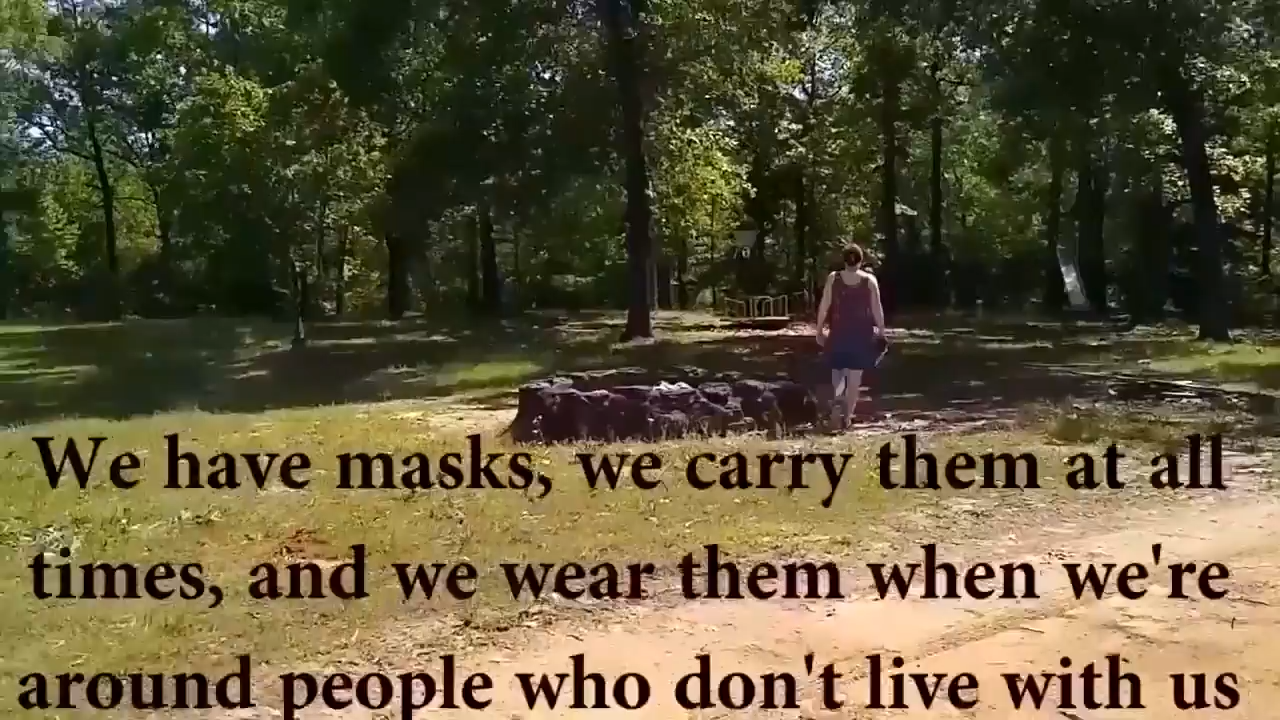 We have masks, we carry them at all
times, and we wear them when we're
around people who don't live with us